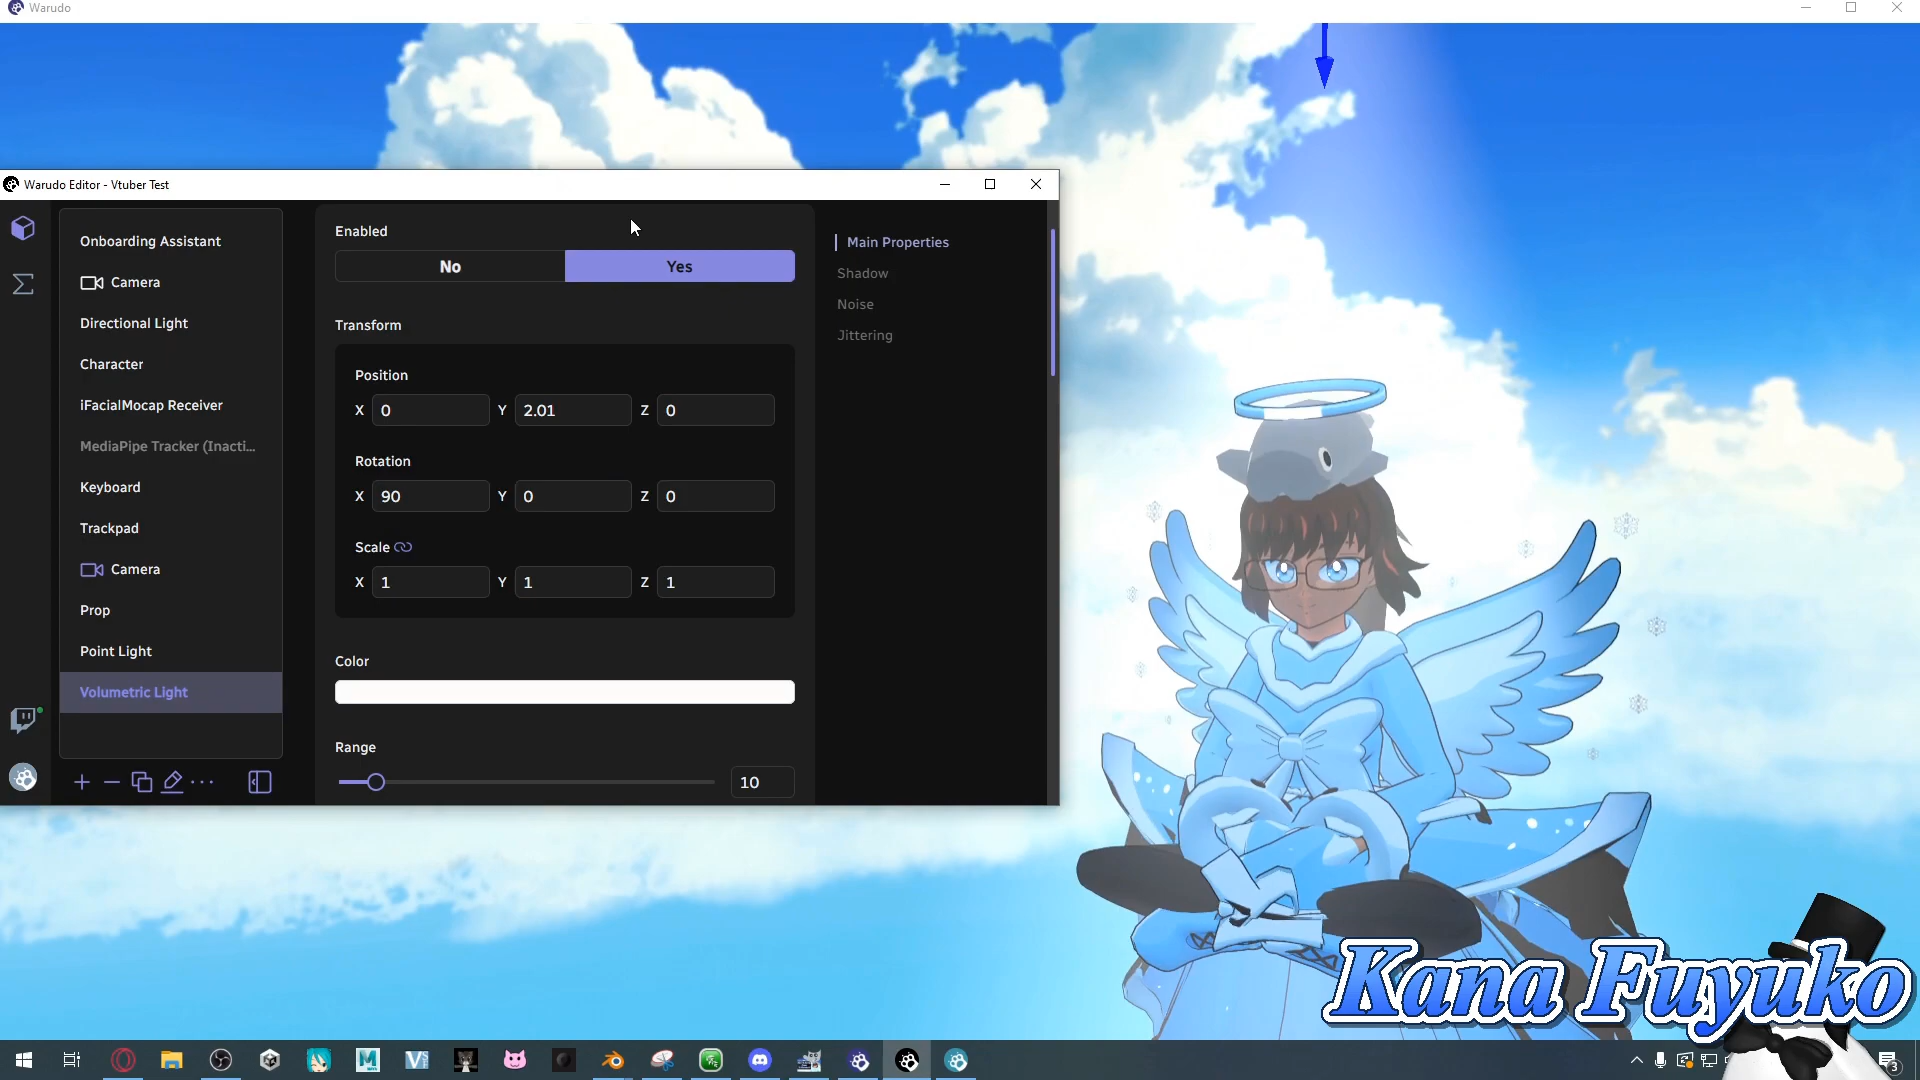 Warudo
Warudo Editor - Vtuber Test
Onboarding Assistant
Camera
Directional Light
Character
iFacialMocap Receiver
MediaPipe Tracker (Inacti...
Keyboard
Trackpad
Camera
Prop
Point Light
Volumetric Light
Enabled
No
Yes
Transform
Position
X 0 Y 2.01 Z 0
Rotation
X 90 Y 0 Z 0
Scale
X 1 Y 1 Z 1
Color
Range
10
Main Properties
Shadow
Noise
Jittering
Kana Fuyuko
3